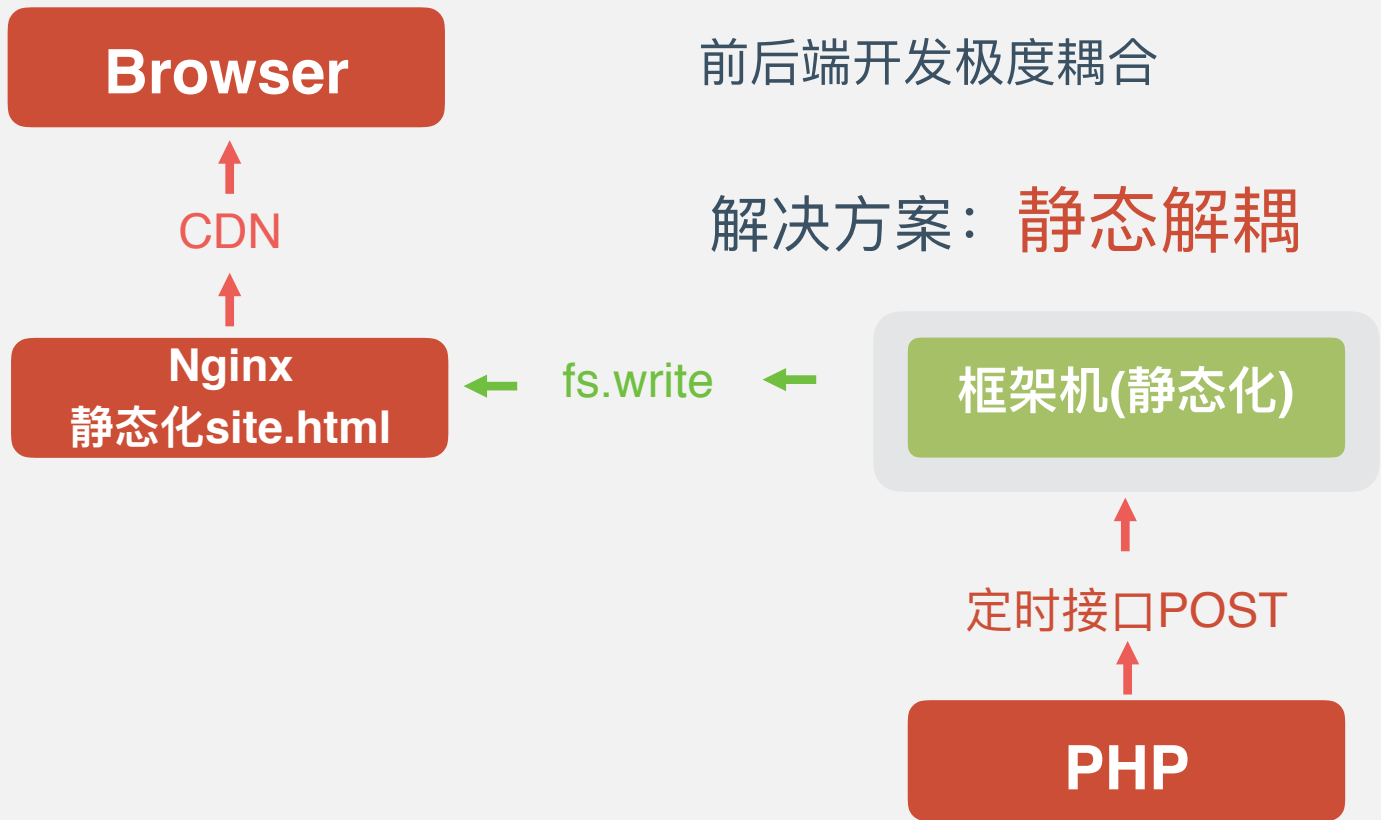 Browser
前后端开发极度耦合
CDN
解决方案：静态解耦
Nginx
静态化site.html
fs.write
框架机(静态化)
定时接口POST
PHP